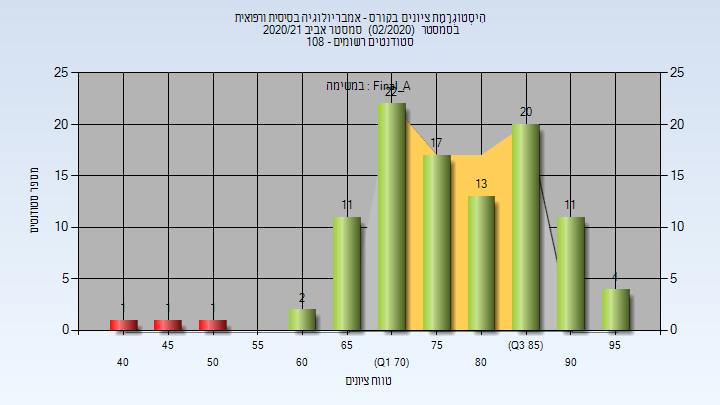 היסטוגרמת ציונים בקורס - אמבריולוגיה בסיסית ורפואית
בסמסטר (02/2020) סמסטר אביב 2020/21
סטודנטים רשומים - 108
במשימה : Final_A
מספר סטודנטים
25 25
20 20
15 15
10 10
5 5
0 0
1 1 1 2 11 22 17 13 20 11 4
45 55 65 75 (Q3 85) 95
40 50 60 (Q1 70) 80 90
טווח ציונים